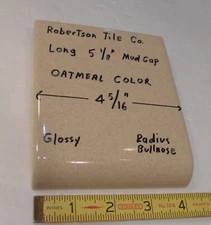 Robertson Tile Co.
Long 5 1/8" Mud Cap
OATMEAL COLOR
4 5/16"
Glossy Radius
Bullnose
1 2 3 4